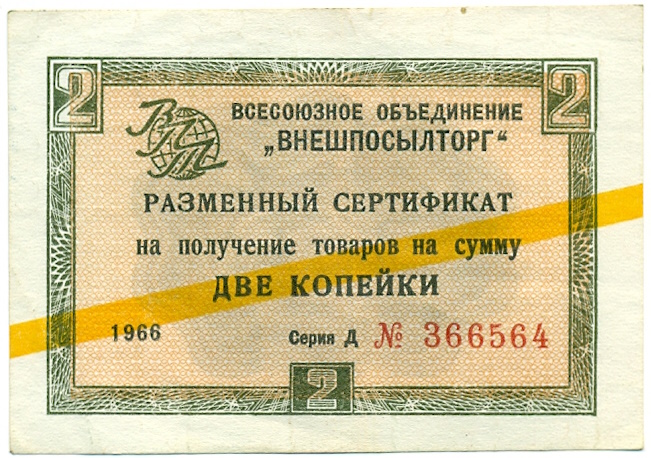 2 2
ВПТ
ВСЕСОЮЗНОЕ ОБЪЕДИНЕНИЕ
„ВНЕШПОСЫЛТОРГ“
РАЗМЕННЫЙ СЕРТИФИКАТ
на получение товаров на сумму
ДВЕ КОПЕЙКИ
1966 Серия Д № 366564
2